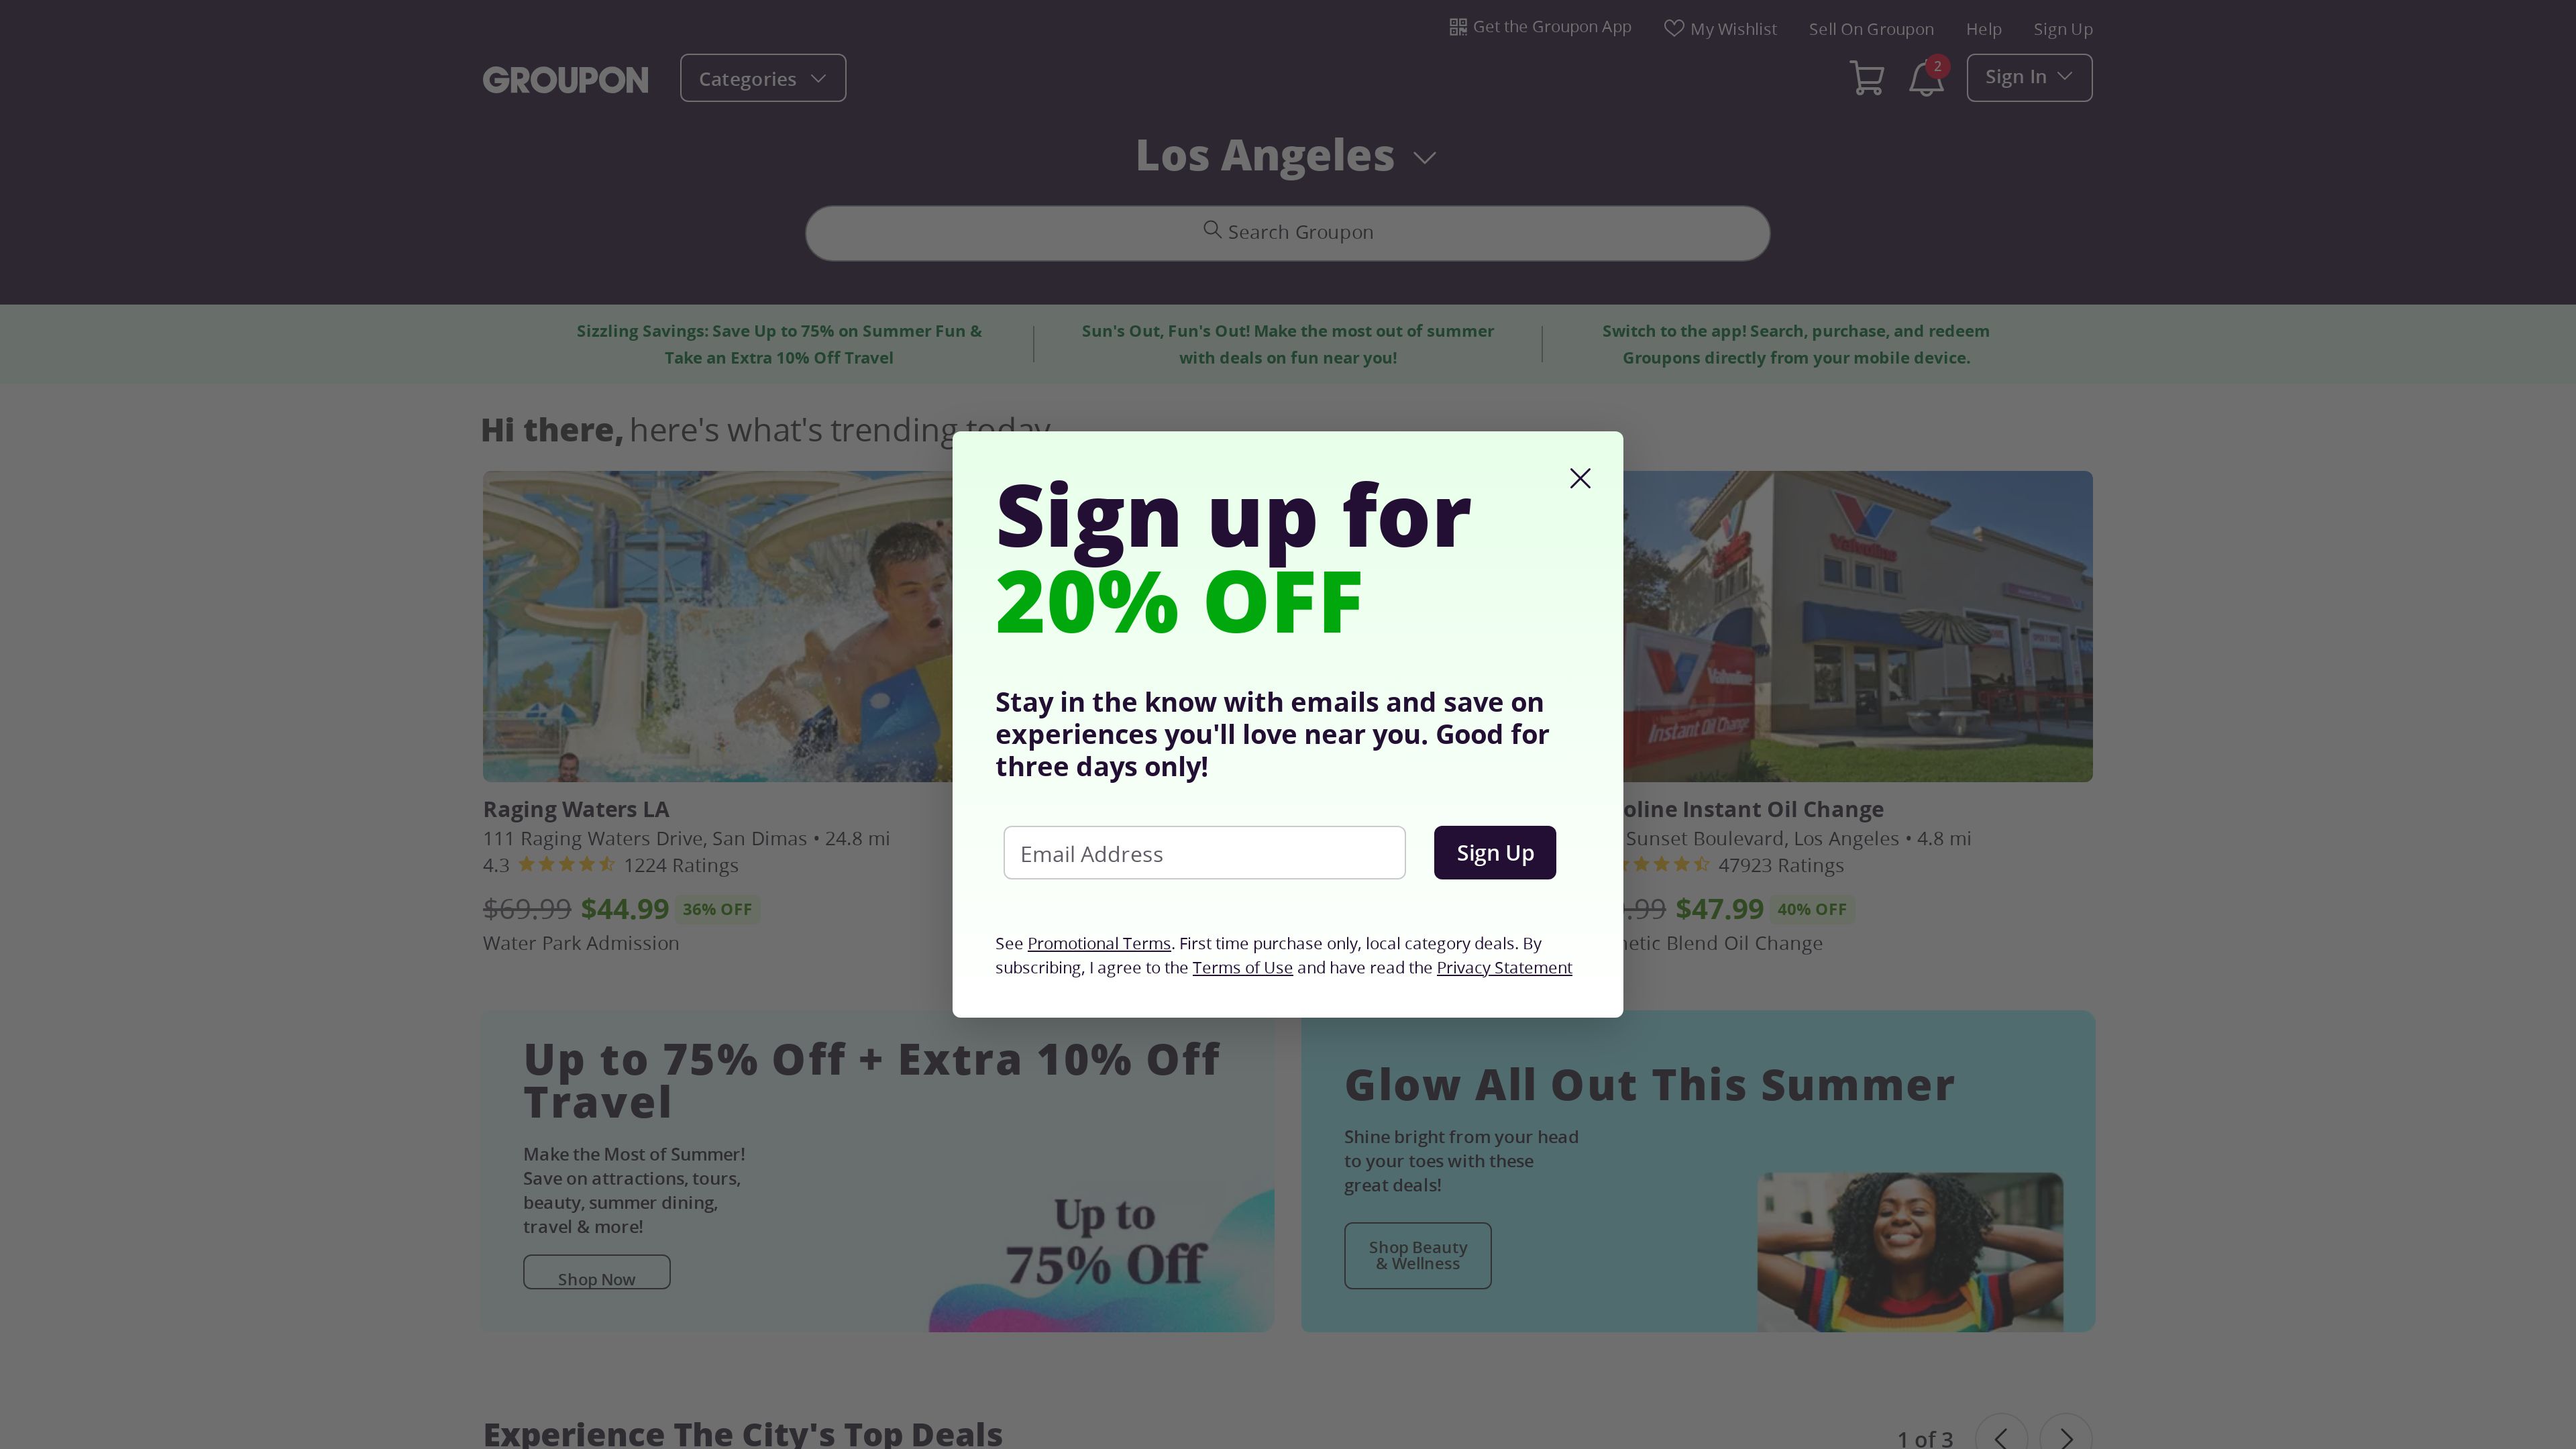 Get the Groupon App
My Wishlist
Sell On Groupon
Help
Sign Up
GROUPON
Categories
2
Sign In
Los Angeles
Search Groupon
Sizzling Savings: Save Up to 75% on Summer Fun &
Take an Extra 10% Off Travel
Sun's Out, Fun's Out! Make the most out of summer
with deals on fun near you!
Switch to the app! Search, purchase, and redeem
Groupons directly from your mobile device.
Hi there, here's what's trending today
Sign up for
20% OFF
Stay in the know with emails and save on
experiences you'll love near you. Good for
three days only!
Email Address
Sign Up
See Promotional Terms. First time purchase only, local category deals. By
subscribing, I agree to the Terms of Use and have read the Privacy Statement
Valvoline
Valvoline
Instant Oil Change
Raging Waters LA
111 Raging Waters Drive, San Dimas • 24.8 mi
4.3 1224 Ratings
$69.99 $44.99 36% OFF
Water Park Admission
oline Instant Oil Change
Sunset Boulevard, Los Angeles • 4.8 mi
47923 Ratings
.99 $47.99 40% OFF
netic Blend Oil Change
Up to 75% Off + Extra 10% Off
Travel
Make the Most of Summer!
Save on attractions, tours,
beauty, summer dining,
travel & more!
Shop Now
Up to
75% Off
Glow All Out This Summer
Shine bright from your head
to your toes with these
great deals!
Shop Beauty
& Wellness
Experience The City's Top Deals
1 of 3